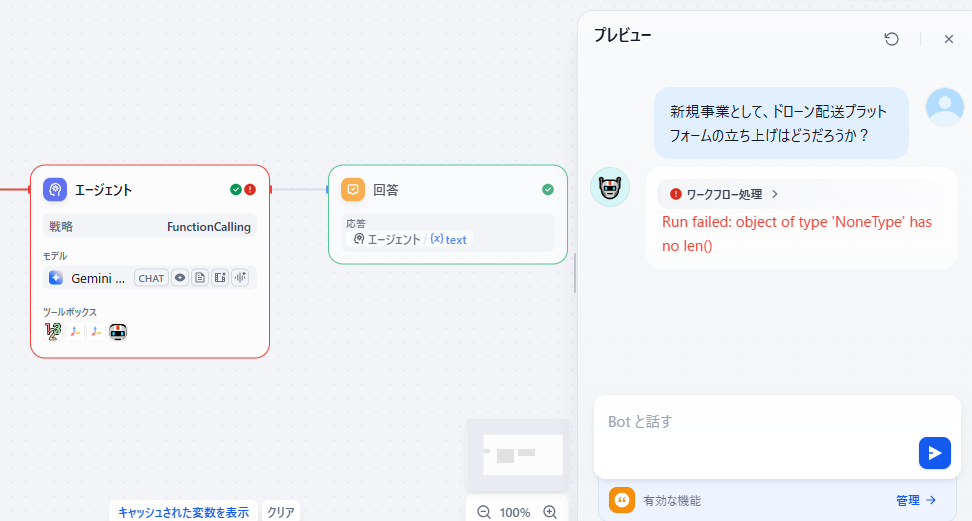 プレビュー
新規事業として、ドローン配送プラット
フォームの立ち上げはどうだろうか？
エージェント
回答
ワークフロー処理
戦略 FunctionCalling
応答
エージェント / {x} text
Run failed: object of type 'NoneType' has
no len()
モデル
Gemini ... CHAT
ツールボックス
Bot と話す
キャッシュされた変数を表示 クリア
100%
有効な機能 管理